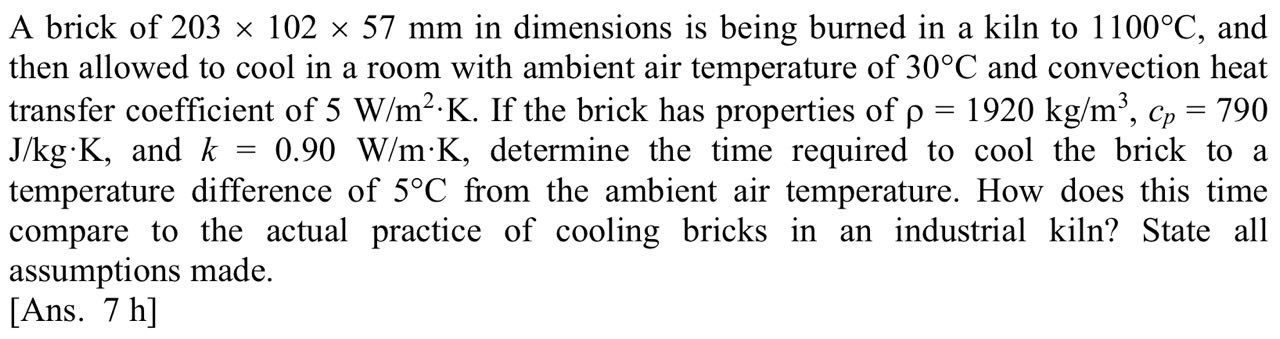 A brick of 203 × 102 × 57 mm in dimensions is being burned in a kiln to 1100°C, and
then allowed to cool in a room with ambient air temperature of 30°C and convection heat
transfer coefficient of 5 W/m²·K. If the brick has properties of ρ = 1920 kg/m³, cₚ = 790
J/kg·K, and k = 0.90 W/m·K, determine the time required to cool the brick to a
temperature difference of 5°C from the ambient air temperature. How does this time
compare to the actual practice of cooling bricks in an industrial kiln? State all
assumptions made.
[Ans. 7 h]